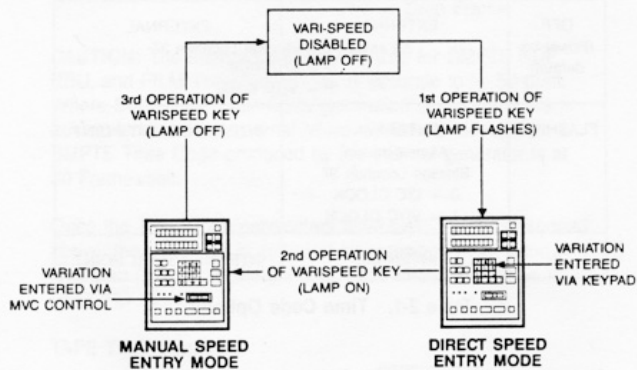 VARI-SPEED
DISABLED
(LAMP OFF)
3rd OPERATION OF
VARISPEED KEY
(LAMP OFF)
1st OPERATION OF
VARISPEED KEY
(LAMP FLASHES)
2nd OPERATION
OF VARISPEED KEY
(LAMP ON)
VARIATION
ENTERED VIA
MVC CONTROL
VARIATION
ENTERED
VIA KEYPAD
MANUAL SPEED
ENTRY MODE
DIRECT SPEED
ENTRY MODE